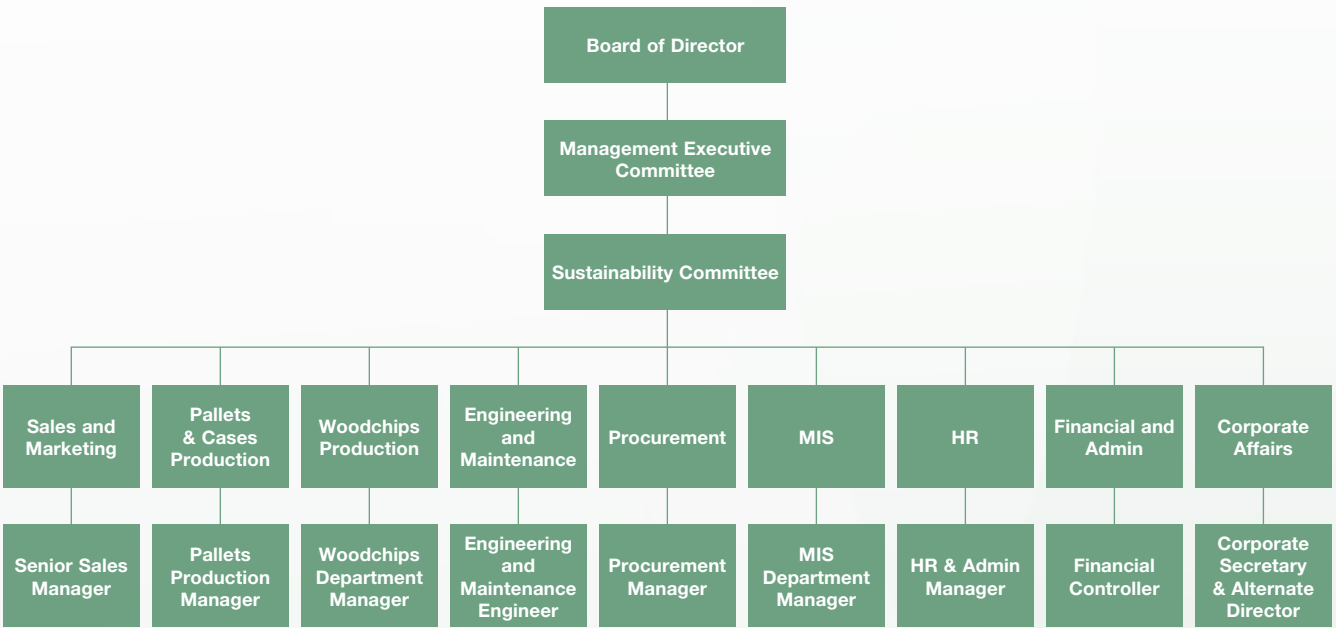 Board of Director
Management Executive
Committee
Sustainability Committee
Sales and
Marketing
Pallets
& Cases
Production
Woodchips
Production
Engineering
and
Maintenance
Procurement
MIS
HR
Financial and
Admin
Corporate
Affairs
Senior Sales
Manager
Pallets
Production
Manager
Woodchips
Department
Manager
Engineering
and
Maintenance
Engineer
Procurement
Manager
MIS
Department
Manager
HR & Admin
Manager
Financial
Controller
Corporate
Secretary
& Alternate
Director